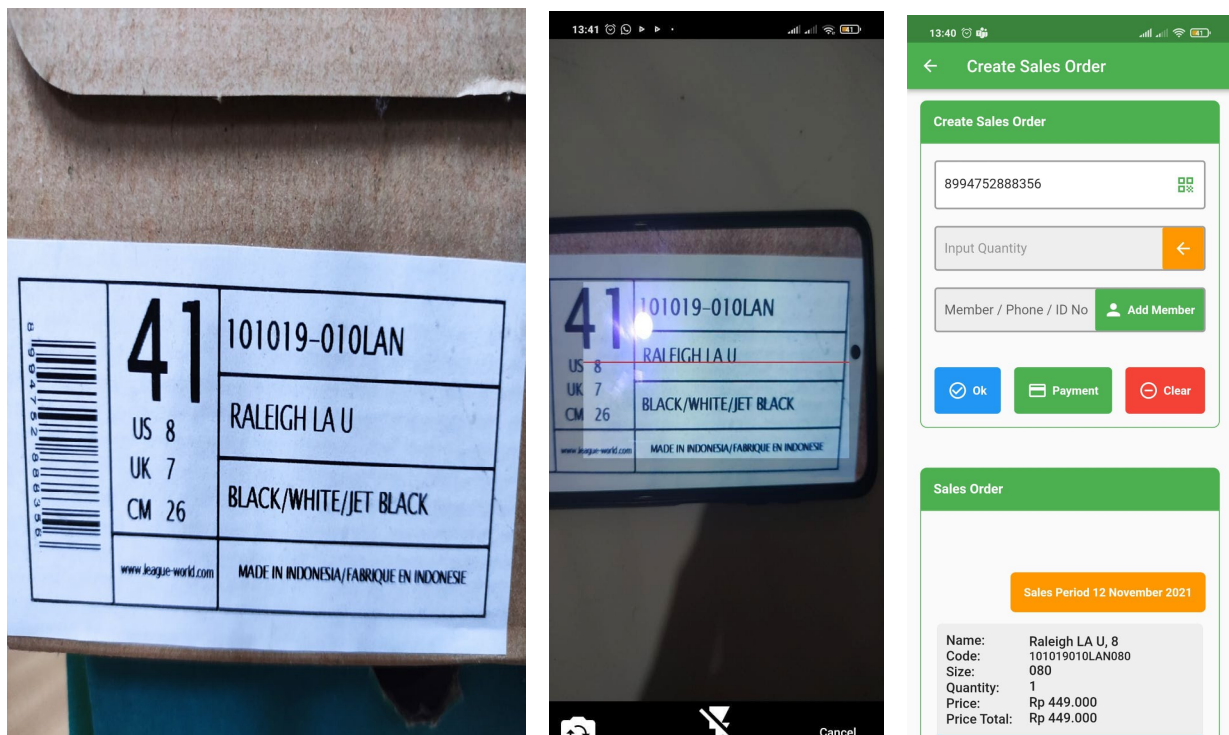 8 994752 888356
41
US 8
UK 7
CM 26
www.league-world.com
101019-010LAN
RALEIGH LA U
BLACK/WHITE/JET BLACK
MADE IN INDONESIA/FABRIQUE EN INDONESIE
13:41
41
41
US 8
UK 7
CM 26
www.league-world.com
101019-010LAN
RALEIGH LA U
BLACK/WHITE/JET BLACK
MADE IN INDONESIA/FABRIQUE EN INDONESIE
Cancel
13:40
41
Create Sales Order
Create Sales Order
8994752888356
Input Quantity
Member / Phone / ID No
Add Member
Ok
Payment
Clear
Sales Order
Sales Period 12 November 2021
Name: Raleigh LA U, 8
Code: 101019010LAN080
Size: 080
Quantity: 1
Price: Rp 449.000
Price Total: Rp 449.000